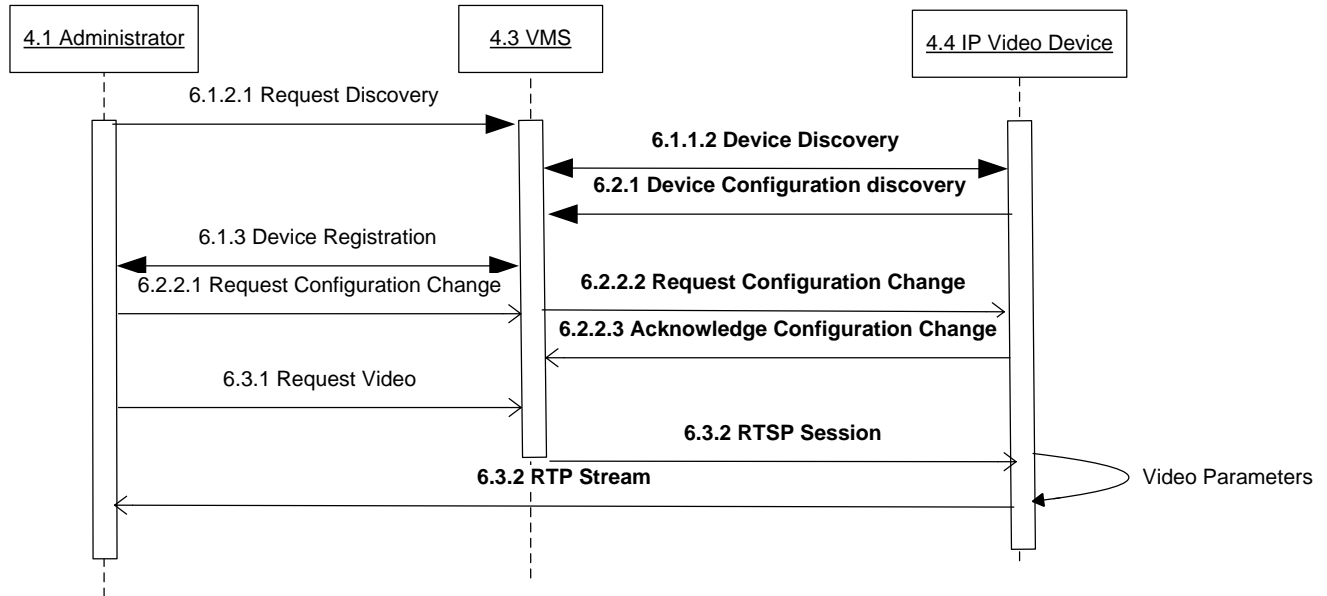 4.1 Administrator
4.3 VMS
4.4 IP Video Device
6.1.2.1 Request Discovery
6.1.1.2 Device Discovery
6.2.1 Device Configuration discovery
6.1.3 Device Registration
6.2.2.1 Request Configuration Change
6.2.2.2 Request Configuration Change
6.2.2.3 Acknowledge Configuration Change
6.3.1 Request Video
6.3.2 RTSP Session
6.3.2 RTP Stream
Video Parameters